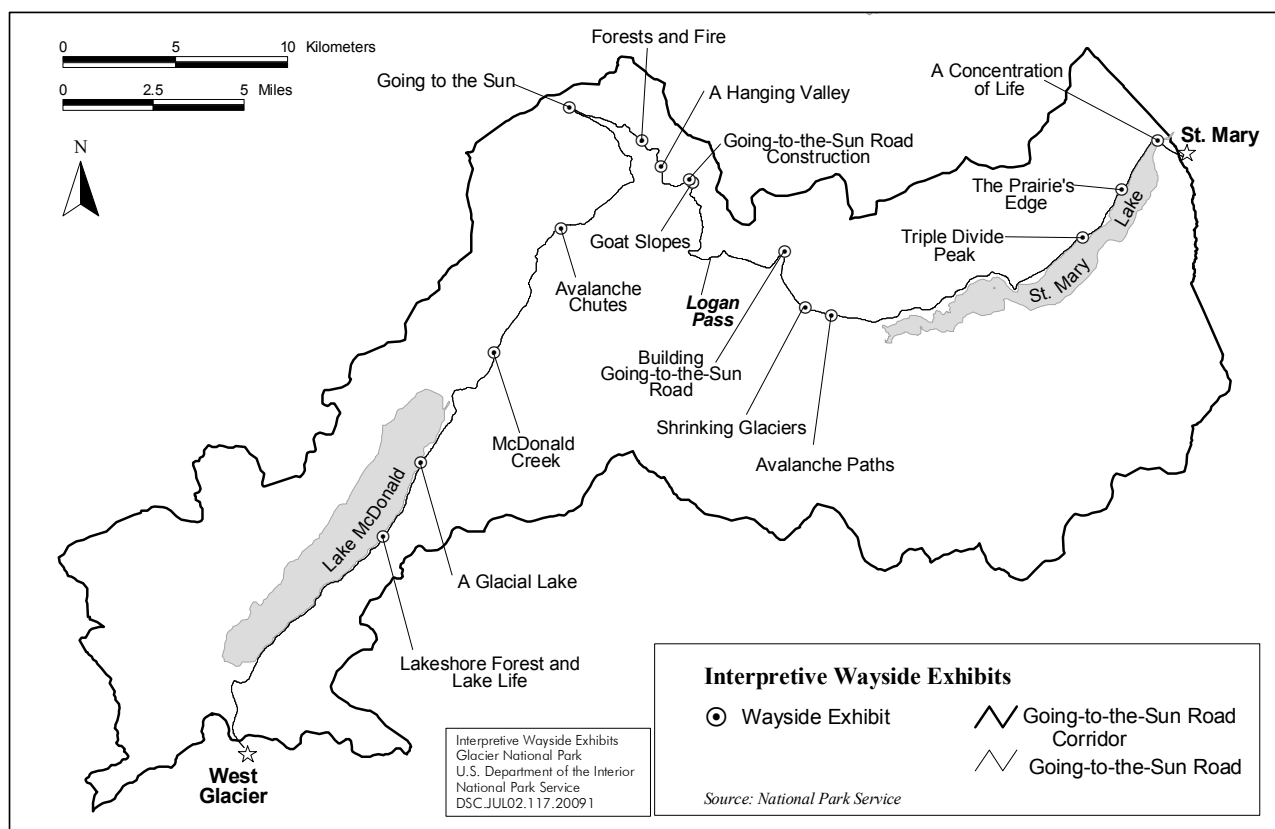 0 5 10 Kilometers
0 2.5 5 Miles
N
Forests and Fire
Going to the Sun
A Hanging Valley
Going-to-the-Sun Road
Construction
A Concentration
of Life
St. Mary
The Prairie's
Edge
Lake
Goat Slopes
Triple Divide
Peak
St. Mary
Avalanche
Chutes
Logan
Pass
Building
Going-to-the-Sun
Road
Shrinking Glaciers
McDonald
Creek
Avalanche Paths
Lake McDonald
A Glacial Lake
Lakeshore Forest and
Lake Life
West
Glacier
Interpretive Wayside Exhibits
Glacier National Park
U.S. Department of the Interior
National Park Service
DSC.JUL02.117.20091
Interpretive Wayside Exhibits
Wayside Exhibit
Going-to-the-Sun Road
Corridor
Going-to-the-Sun Road
Source: National Park Service